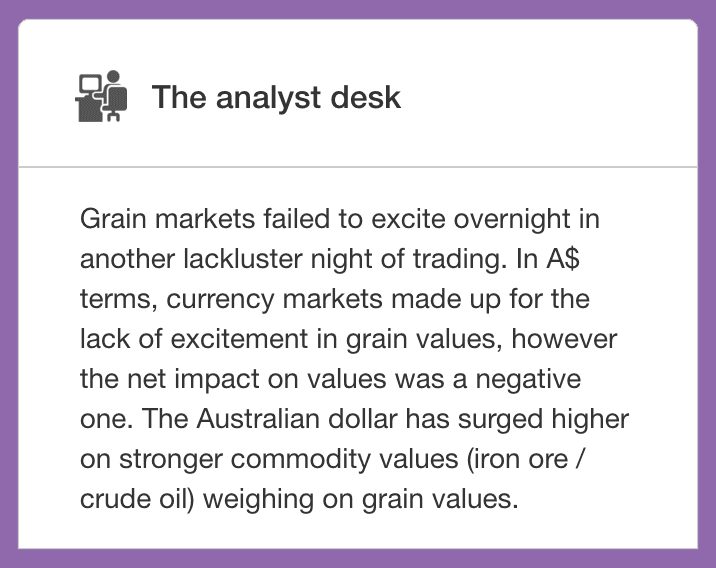 The analyst desk
Grain markets failed to excite overnight in
another lackluster night of trading. In A$
terms, currency markets made up for the
lack of excitement in grain values, however
the net impact on values was a negative
one. The Australian dollar has surged higher
on stronger commodity values (iron ore /
crude oil) weighing on grain values.